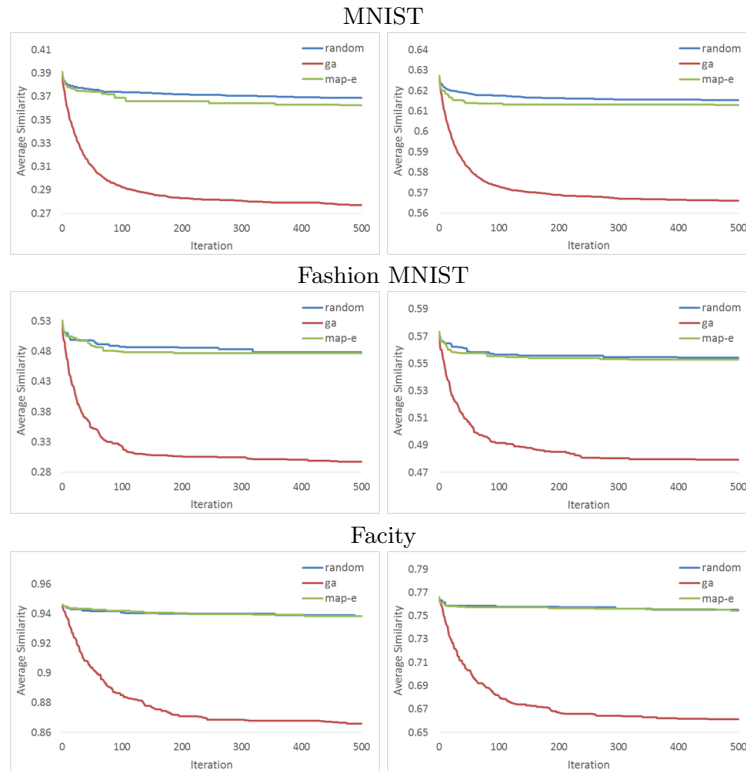 MNIST
Average Similarity
0.41
0.39
0.37
0.35
0.33
0.31
0.29
0.27
0 100 200 300 400 500
Iteration
random
ga
map-e
Average Similarity
0.64
0.63
0.62
0.61
0.6
0.59
0.58
0.57
0.56
0 100 200 300 400 500
Iteration
random
ga
map-e
Fashion MNIST
Average Similarity
0.53
0.48
0.43
0.38
0.33
0.28
0 100 200 300 400 500
Iteration
random
ga
map-e
Average Similarity
0.59
0.57
0.55
0.53
0.51
0.49
0.47
0 100 200 300 400 500
Iteration
random
ga
map-e
Facity
Average Similarity
0.96
0.94
0.92
0.9
0.88
0.86
0 100 200 300 400 500
Iteration
random
ga
map-e
Average Similarity
0.79
0.77
0.75
0.73
0.71
0.69
0.67
0.65
0 100 200 300 400 500
Iteration
random
ga
map-e